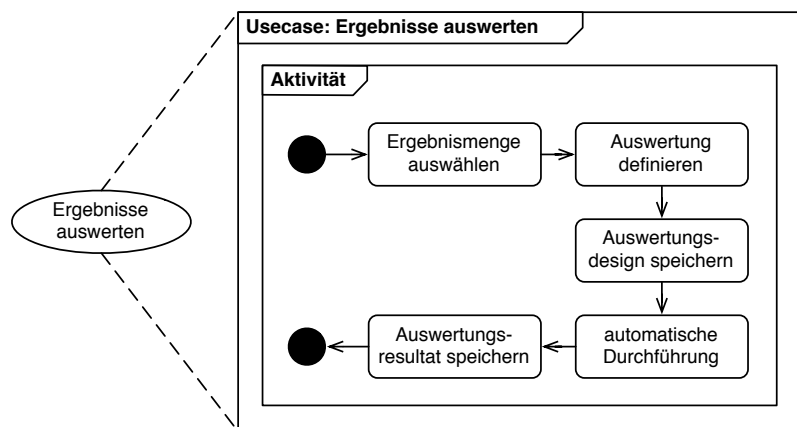 Usecase: Ergebnisse auswerten
Aktivität
Ergebnismenge
auswählen
Auswertung
definieren
Ergebnisse
auswerten
Auswertungs-
design speichern
Auswertungs-
resultat speichern
automatische
Durchführung